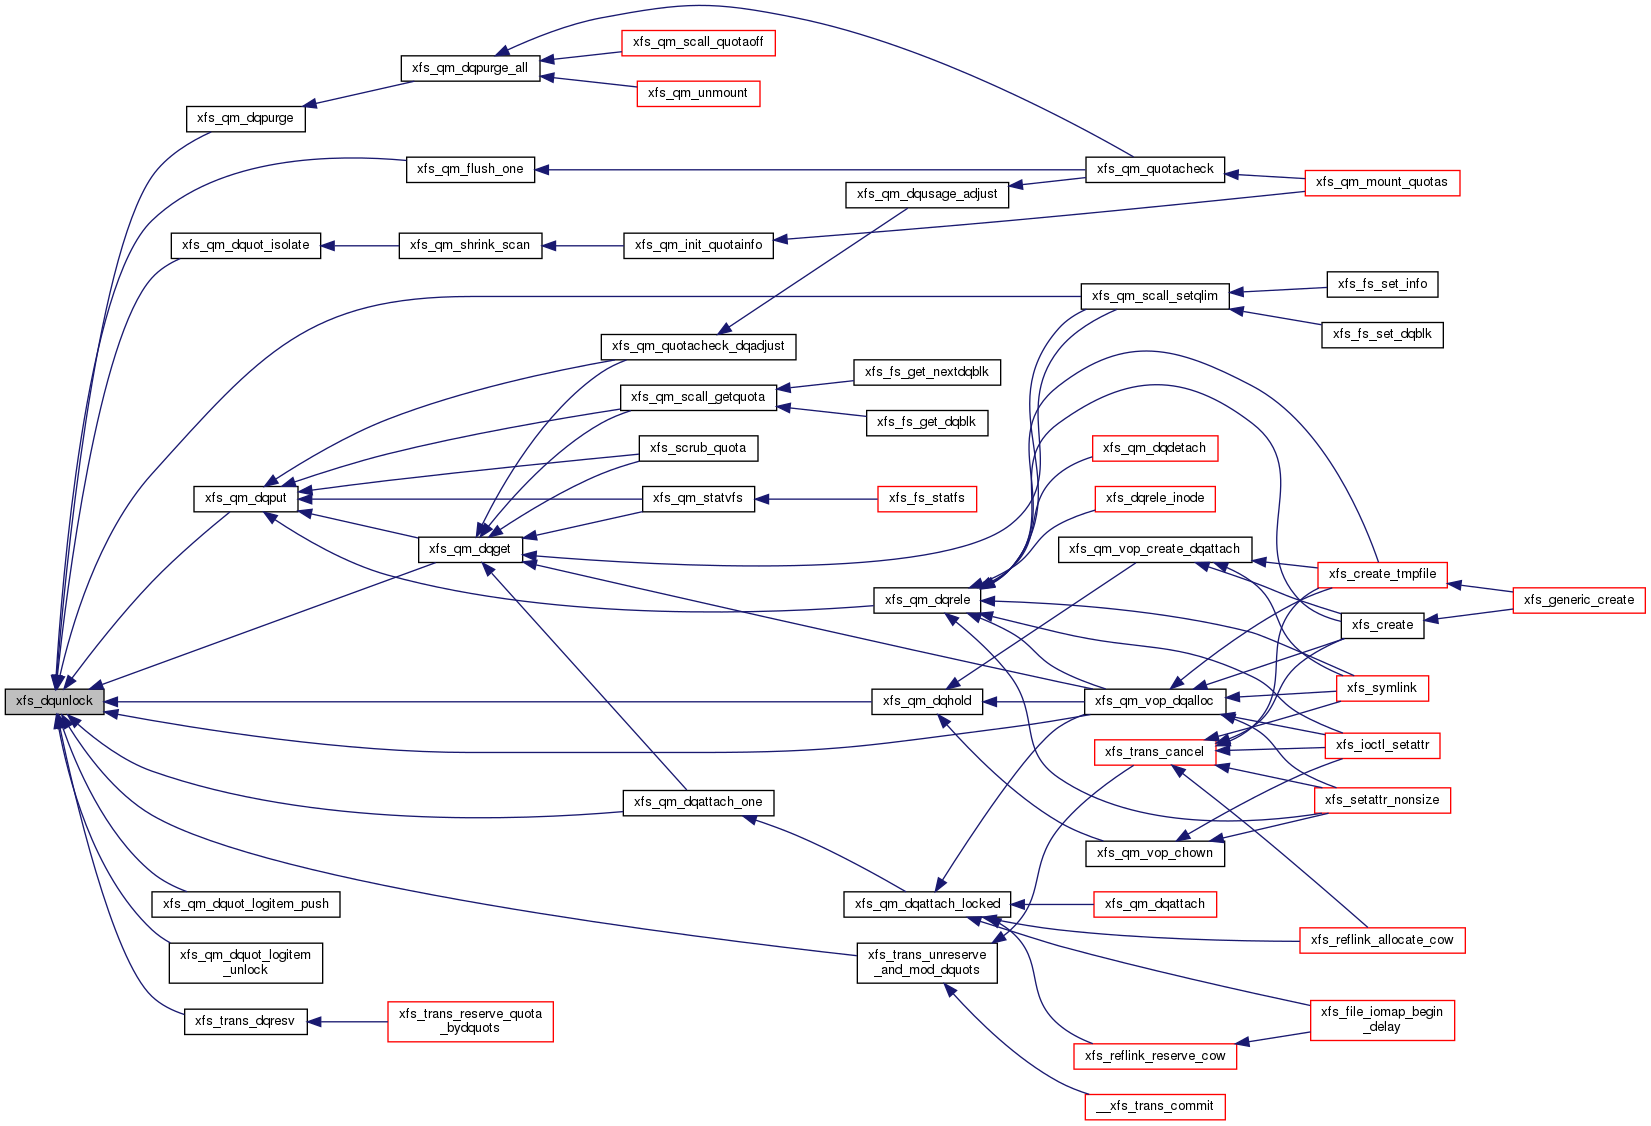 xfs_qm_scall_quotaoff
xfs_qm_dqpurge_all
xfs_qm_unmount
xfs_qm_dqpurge
xfs_qm_flush_one
xfs_qm_quotacheck
xfs_qm_mount_quotas
xfs_qm_dqusage_adjust
xfs_qm_dquot_isolate
xfs_qm_shrink_scan
xfs_qm_init_quotainfo
xfs_fs_set_info
xfs_qm_scall_setqlim
xfs_fs_set_dqblk
xfs_qm_quotacheck_dqadjust
xfs_fs_get_nextdqblk
xfs_qm_scall_getquota
xfs_fs_get_dqblk
xfs_scrub_quota
xfs_qm_dqdetach
xfs_qm_dqput
xfs_qm_statvfs
xfs_fs_statfs
xfs_dqrele_inode
xfs_qm_dqget
xfs_qm_vop_create_dqattach
xfs_create_tmpfile
xfs_qm_dqrele
xfs_generic_create
xfs_create
xfs_dqunlock
xfs_qm_dqhold
xfs_qm_vop_dqalloc
xfs_symlink
xfs_trans_cancel
xfs_ioctl_setattr
xfs_qm_dqattach_one
xfs_setattr_nonsize
xfs_qm_vop_chown
xfs_qm_dquot_logitem_push
xfs_qm_dqattach_locked
xfs_qm_dqattach
xfs_reflink_allocate_cow
xfs_qm_dquot_logitem
_unlock
xfs_trans_unreserve
_and_mod_dquots
xfs_trans_dqresv
xfs_trans_reserve_quota
_bydquots
xfs_file_iomap_begin
_delay
xfs_reflink_reserve_cow
__xfs_trans_commit